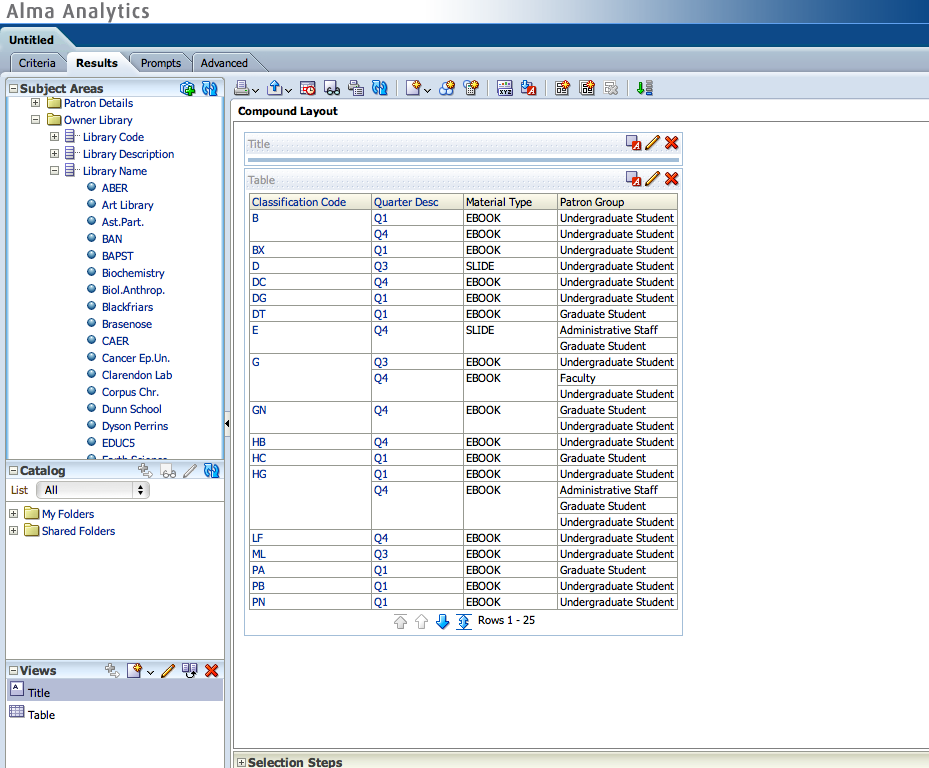 Alma Analytics
Untitled
Criteria Results Prompts Advanced
Subject Areas
Patron Details
Owner Library
Library Code
Library Description
Library Name
ABER
Art Library
Ast.Part.
BAN
BAPST
Biochemistry
Biol.Anthrop.
Blackfriars
Brasenose
CAER
Cancer Ep.Un.
Clarendon Lab
Corpus Chr.
Dunn School
Dyson Perrins
EDUC5
Earth Science
Catalog
List All
My Folders
Shared Folders
Views
Title
Table
Compound Layout
Title
Table
Classification Code Quarter Desc Material Type Patron Group
B Q1 EBOOK Undergraduate Student
Q4 EBOOK Undergraduate Student
BX Q1 EBOOK Undergraduate Student
D Q3 SLIDE Undergraduate Student
DC Q4 EBOOK Undergraduate Student
DG Q1 EBOOK Undergraduate Student
DT Q1 EBOOK Graduate Student
E Q4 SLIDE Administrative Staff
Graduate Student
G Q3 EBOOK Undergraduate Student
Q4 EBOOK Faculty
Undergraduate Student
GN Q4 EBOOK Graduate Student
Undergraduate Student
HB Q4 EBOOK Undergraduate Student
HC Q1 EBOOK Graduate Student
HG Q1 EBOOK Undergraduate Student
Q4 EBOOK Administrative Staff
Graduate Student
Undergraduate Student
LF Q4 EBOOK Undergraduate Student
ML Q3 EBOOK Undergraduate Student
PA Q1 EBOOK Graduate Student
PB Q1 EBOOK Undergraduate Student
PN Q1 EBOOK Undergraduate Student
Rows 1 - 25
Selection Steps